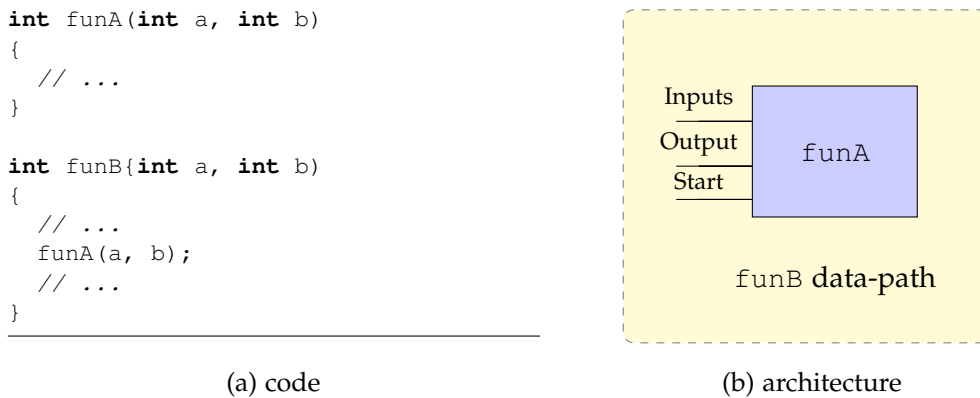 int funA(int a, int b)
{
// ...
}
int funB{int a, int b)
{
// ...
funA(a, b);
// ...
}
(a) code
Inputs
Output
Start
funA
funB data-path
(b) architecture